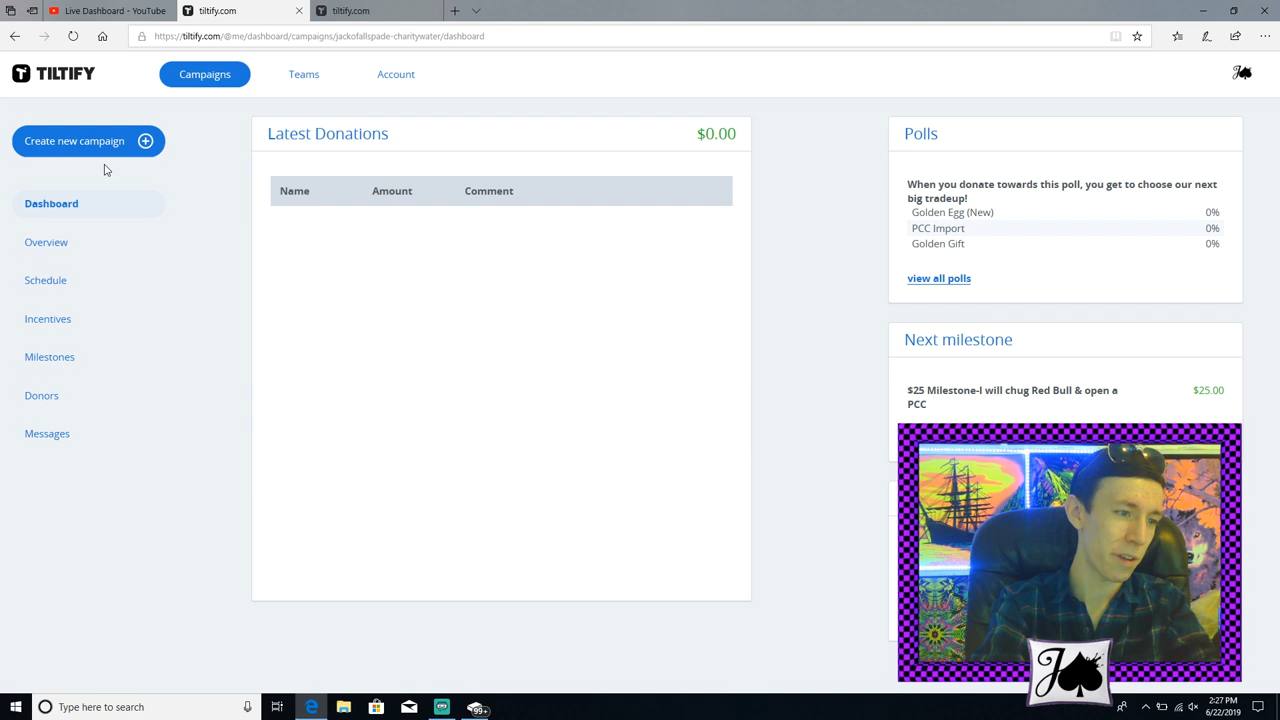 Live Dashboard - YouTube
tiltify.com
tiltify.com
https://tiltify.com/@me/dashboard/campaigns/jackofallspade-charitywater/dashboard
TILTIFY
Campaigns
Teams
Account
Create new campaign
Dashboard
Overview
Schedule
Incentives
Milestones
Donors
Messages
Latest Donations $0.00
Name Amount Comment
Polls
When you donate towards this poll, you get to choose our next
big tradeup!
Golden Egg (New) 0%
PCC Import 0%
Golden Gift 0%
view all polls
Next milestone
$25 Milestone-I will chug Red Bull & open a $25.00
PCC
J
Type here to search
99+
2:27 PM
6/22/2019